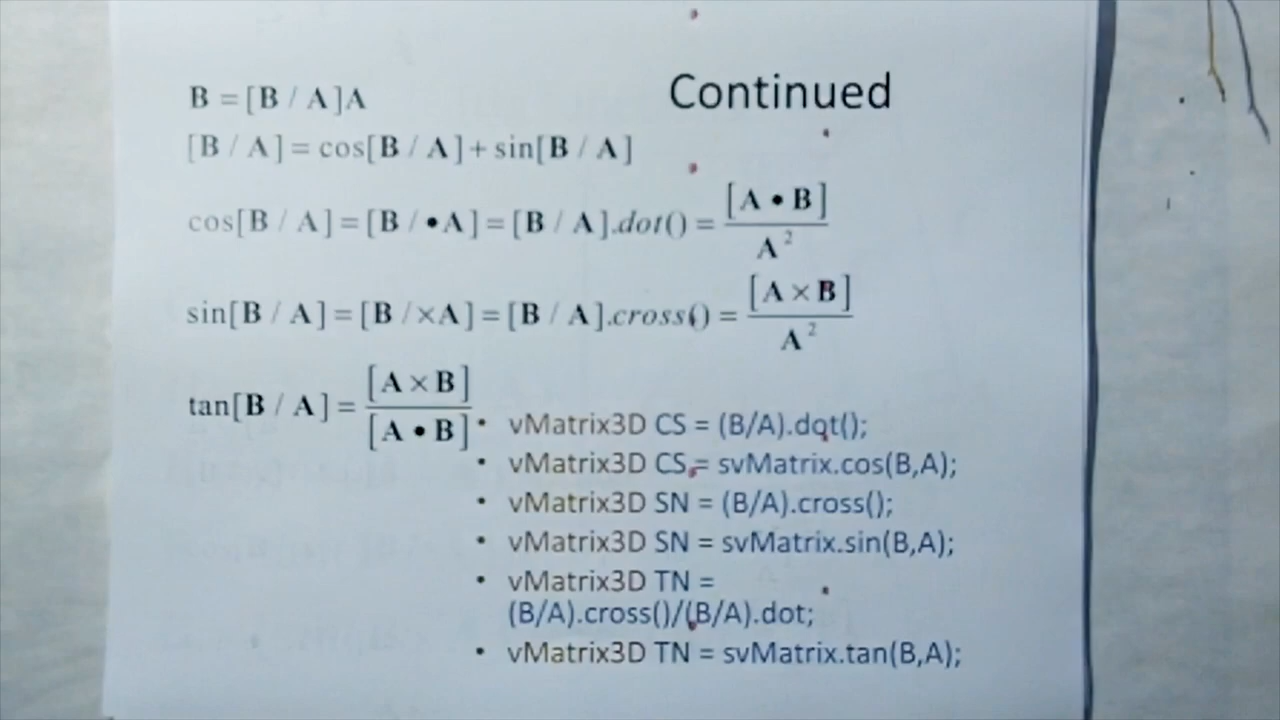 Continued
B = [B / A]A
[B / A] = cos[B / A] + sin[B / A]
cos[B / A] = [B / •A] = [B / A].dot() = [A • B] / A²
sin[B / A] = [B / ×A] = [B / A].cross() = [A × B] / A²
tan[B / A] = [A × B] / [A • B]
• vMatrix3D CS = (B/A).dot();
• vMatrix3D CS = svMatrix.cos(B,A);
• vMatrix3D SN = (B/A).cross();
• vMatrix3D SN = svMatrix.sin(B,A);
• vMatrix3D TN =
(B/A).cross()/(B/A).dot;
• vMatrix3D TN = svMatrix.tan(B,A);